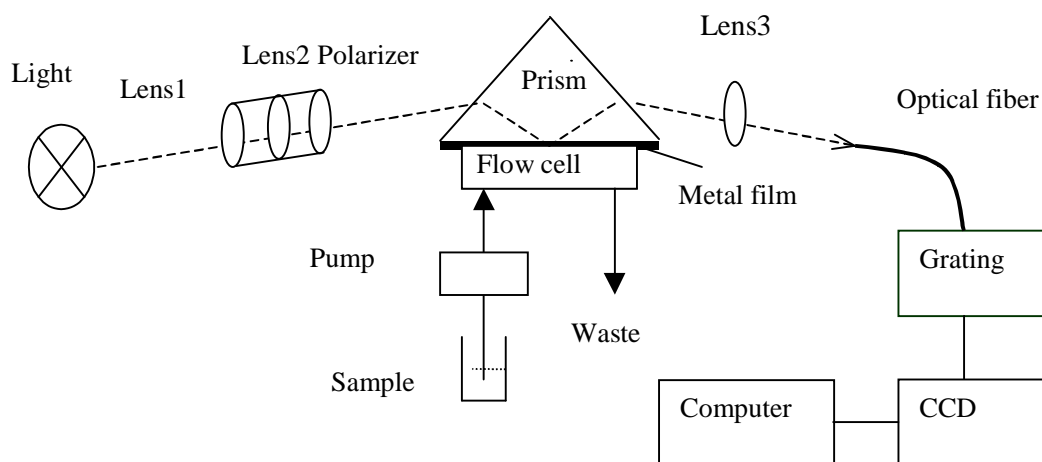 Lens3
Lens2 Polarizer
Light
Lens1
Prism
Optical fiber
Flow cell
Metal film
Pump
Grating
Waste
Sample
Computer
CCD